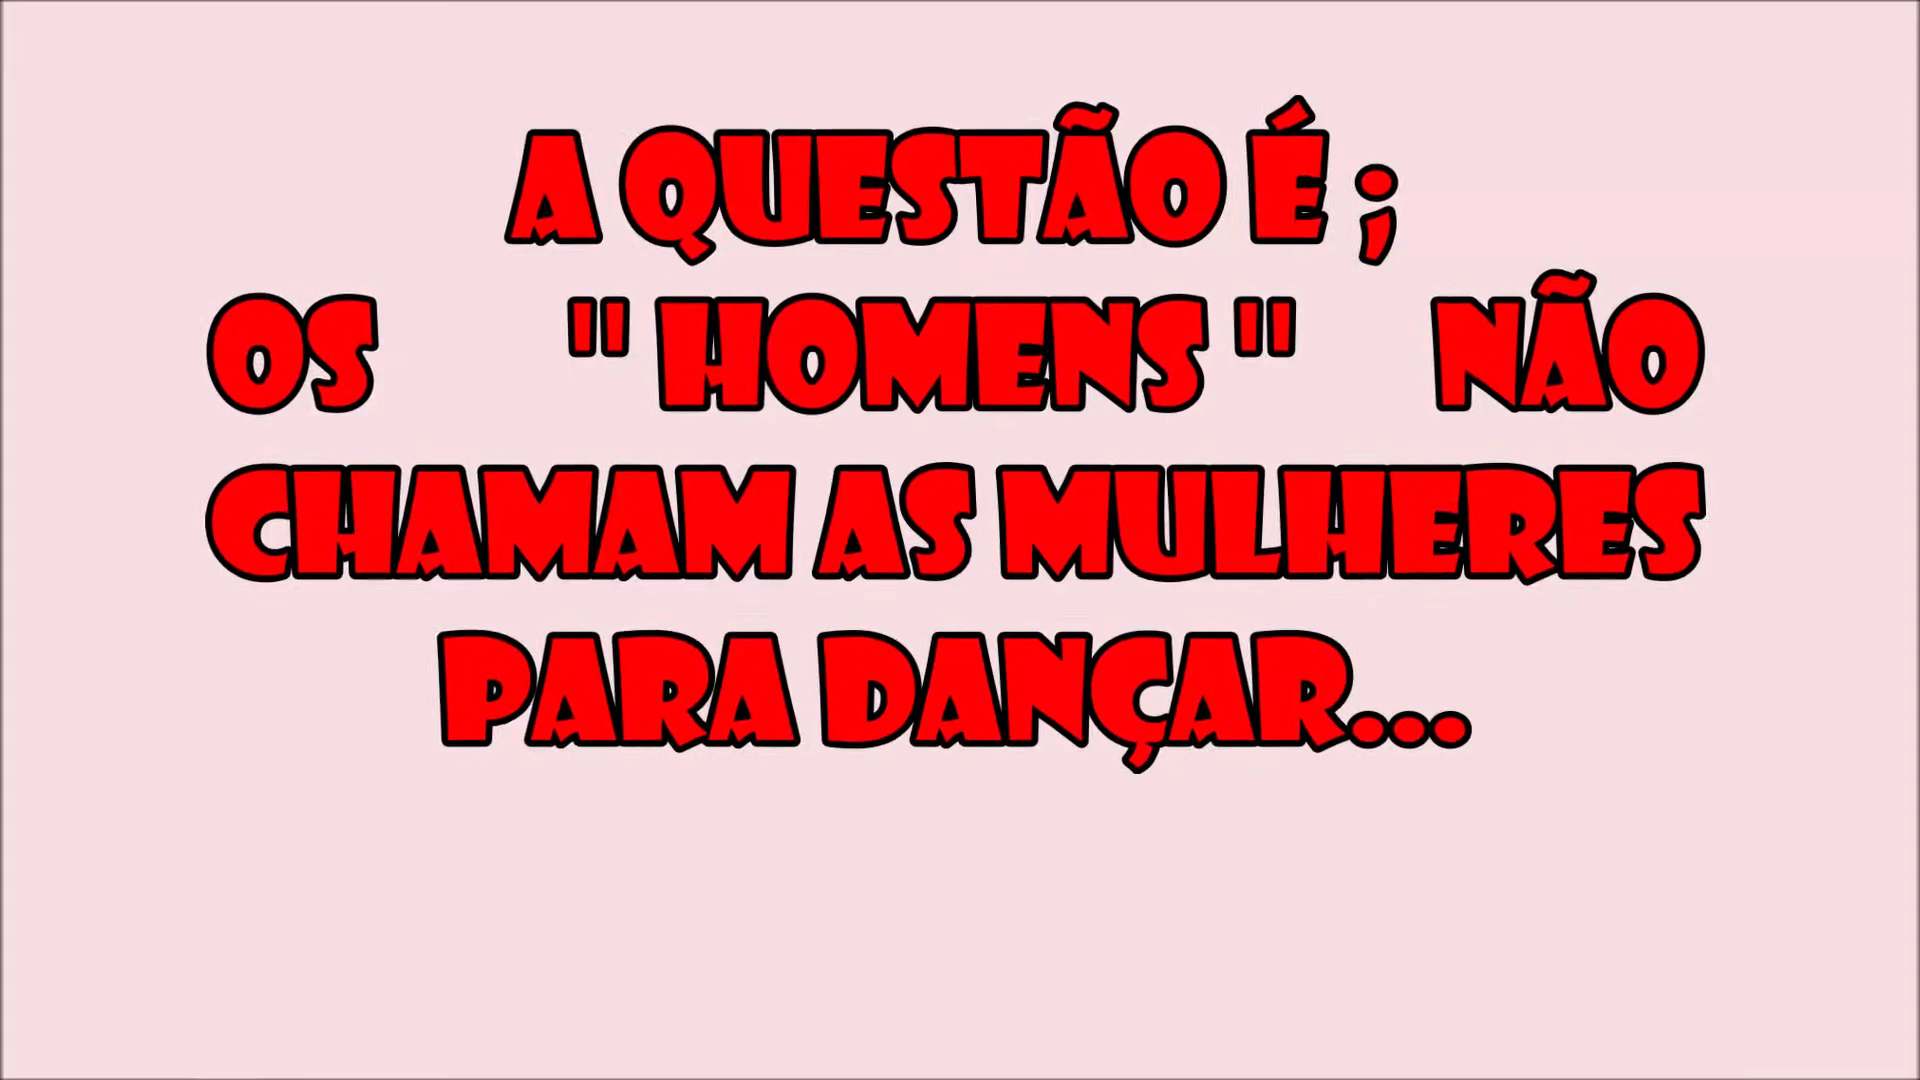 A QUESTÃO É ;
OS " HOMENS " NÃO
CHAMAM AS MULHERES
PARA DANÇAR...